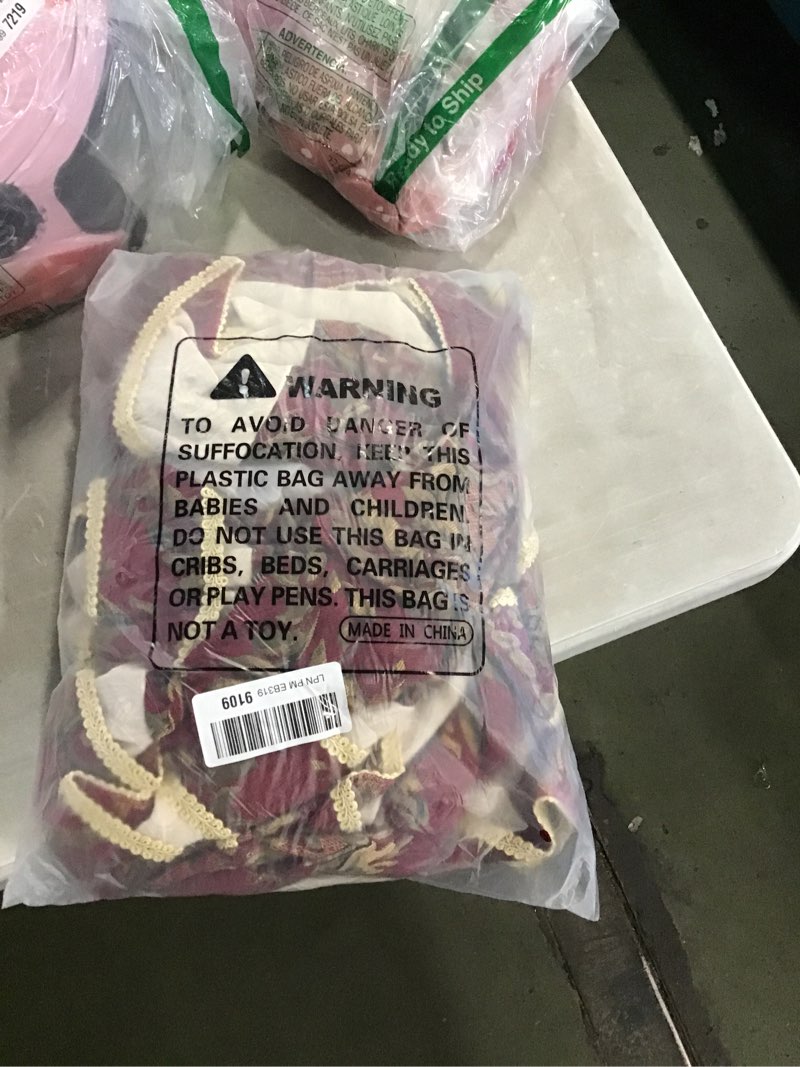 7219
ADVERTENCIA
Ready to Ship
WARNING
TO AVOID DANGER OF
SUFFOCATION, KEEP THIS
PLASTIC BAG AWAY FROM
BABIES AND CHILDREN.
DO NOT USE THIS BAG IN
CRIBS, BEDS, CARRIAGES
OR PLAY PENS. THIS BAG IS
NOT A TOY.
MADE IN CHINA
LPN PM EB319 9109